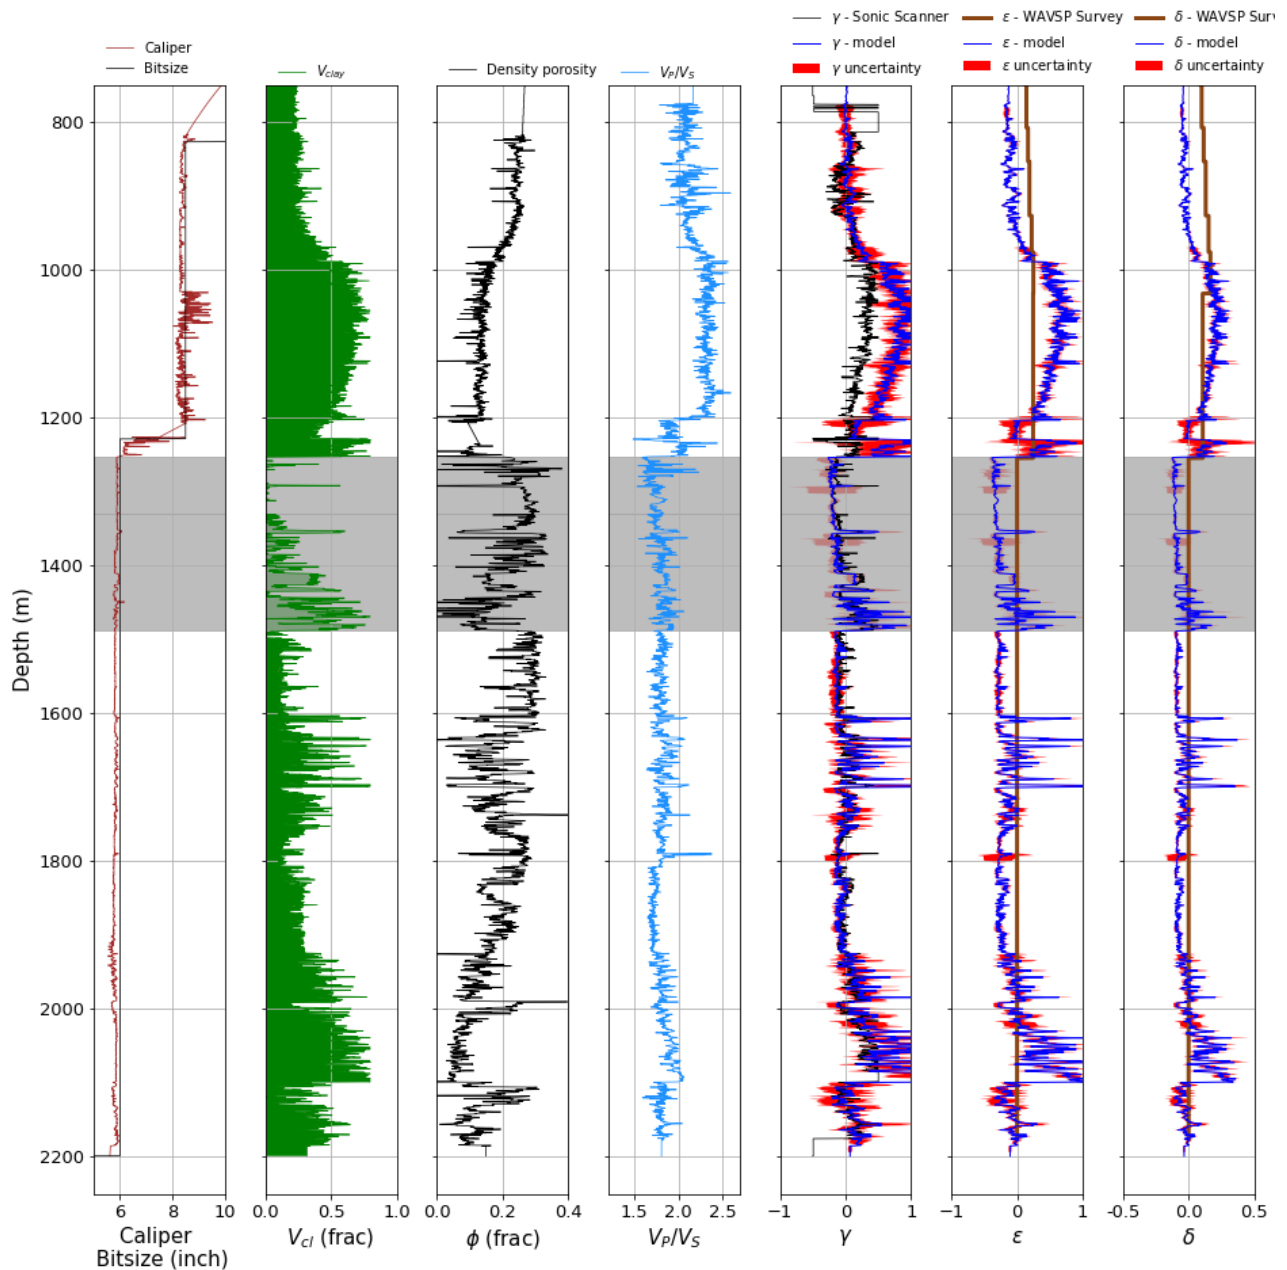 γ - Sonic Scanner ε - WAVSP Survey δ - WAVSP Surv
Caliper γ - model ε - model δ - model
Bitsize V_clay Density porosity V_P/V_S γ uncertainty ε uncertainty δ uncertainty
800
1000
1200
1400
1600
1800
2000
2200
Depth (m)
6 8 10 0.0 0.5 1.0 0.0 0.2 0.4 1.5 2.0 2.5 −1 0 1 −1 0 1 −0.5 0.0 0.5
Caliper V_cl (frac) ϕ (frac) V_P/V_S γ ε δ
Bitsize (inch)